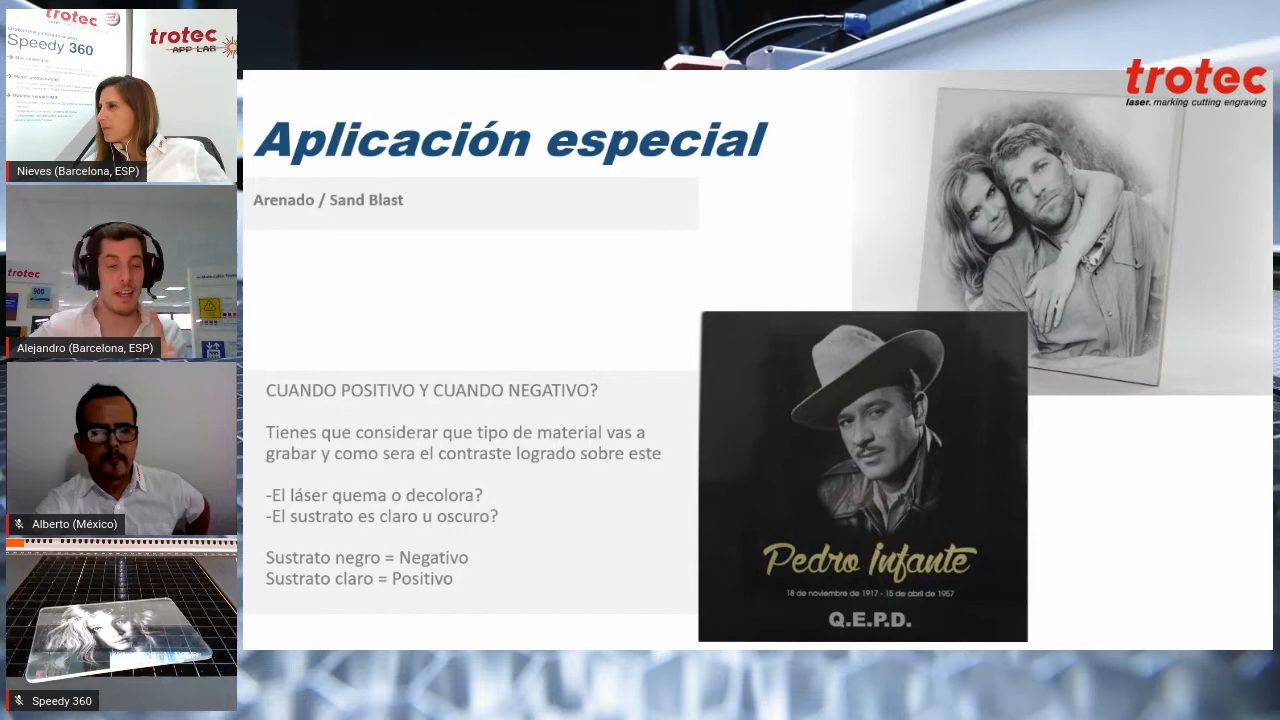 trotec
Speedy 360
trotec
APP LAB
Nieves (Barcelona, ESP)
trotec
Alejandro (Barcelona, ESP)
Alberto (México)
Speedy 360
trotec
laser. marking cutting engraving
Aplicación especial
Arenado / Sand Blast
CUANDO POSITIVO Y CUANDO NEGATIVO?
Tienes que considerar que tipo de material vas a
grabar y como sera el contraste logrado sobre este
-El láser quema o decolora?
-El sustrato es claro u oscuro?
Sustrato negro = Negativo
Sustrato claro = Positivo
Pedro Infante
18 de noviembre de 1917 - 15 de abril de 1957
Q.E.P.D.